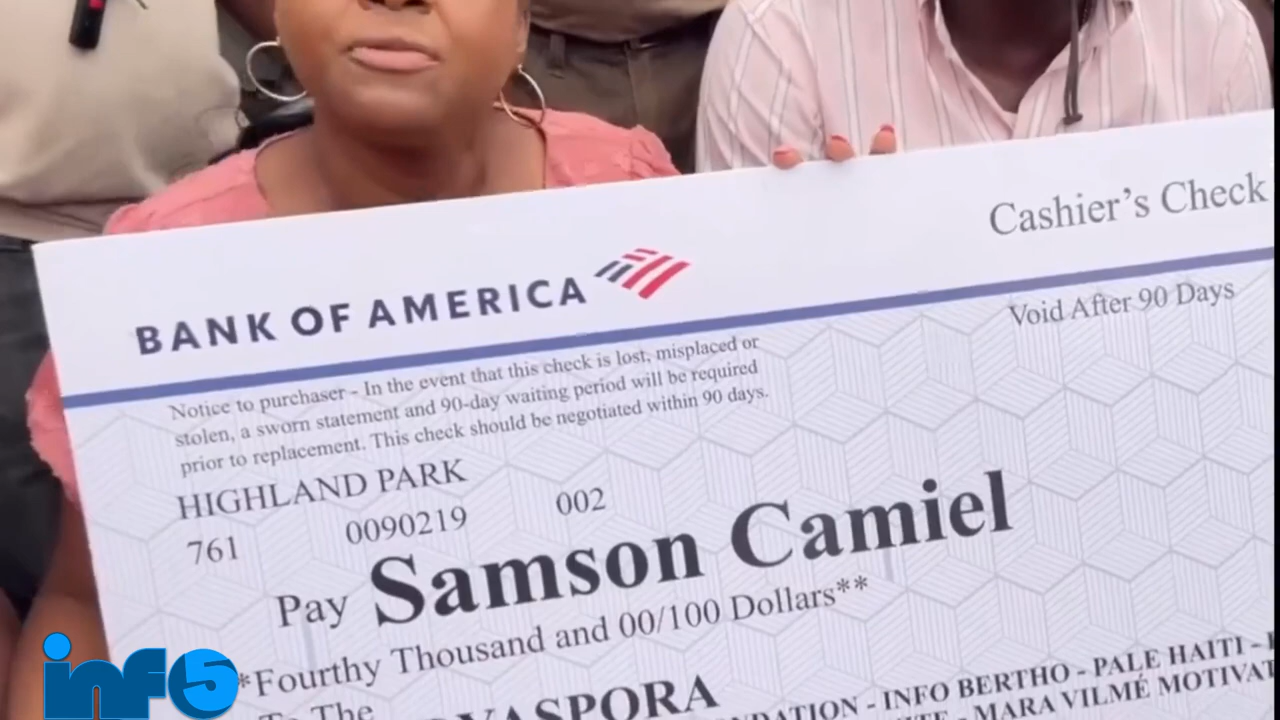 Cashier's Check
BANK OF AMERICA
Void After 90 Days
Notice to purchaser - In the event that this check is lost, misplaced or
stolen, a sworn statement and 90-day waiting period will be required
prior to replacement. This check should be negotiated within 90 days.
HIGHLAND PARK
761 0090219 002
Pay Samson Camiel
*Fourthy Thousand and 00/100 Dollars**
To The
- INFO BERTHO - PALE HAITI -
- MARA VILMÉ
inf5